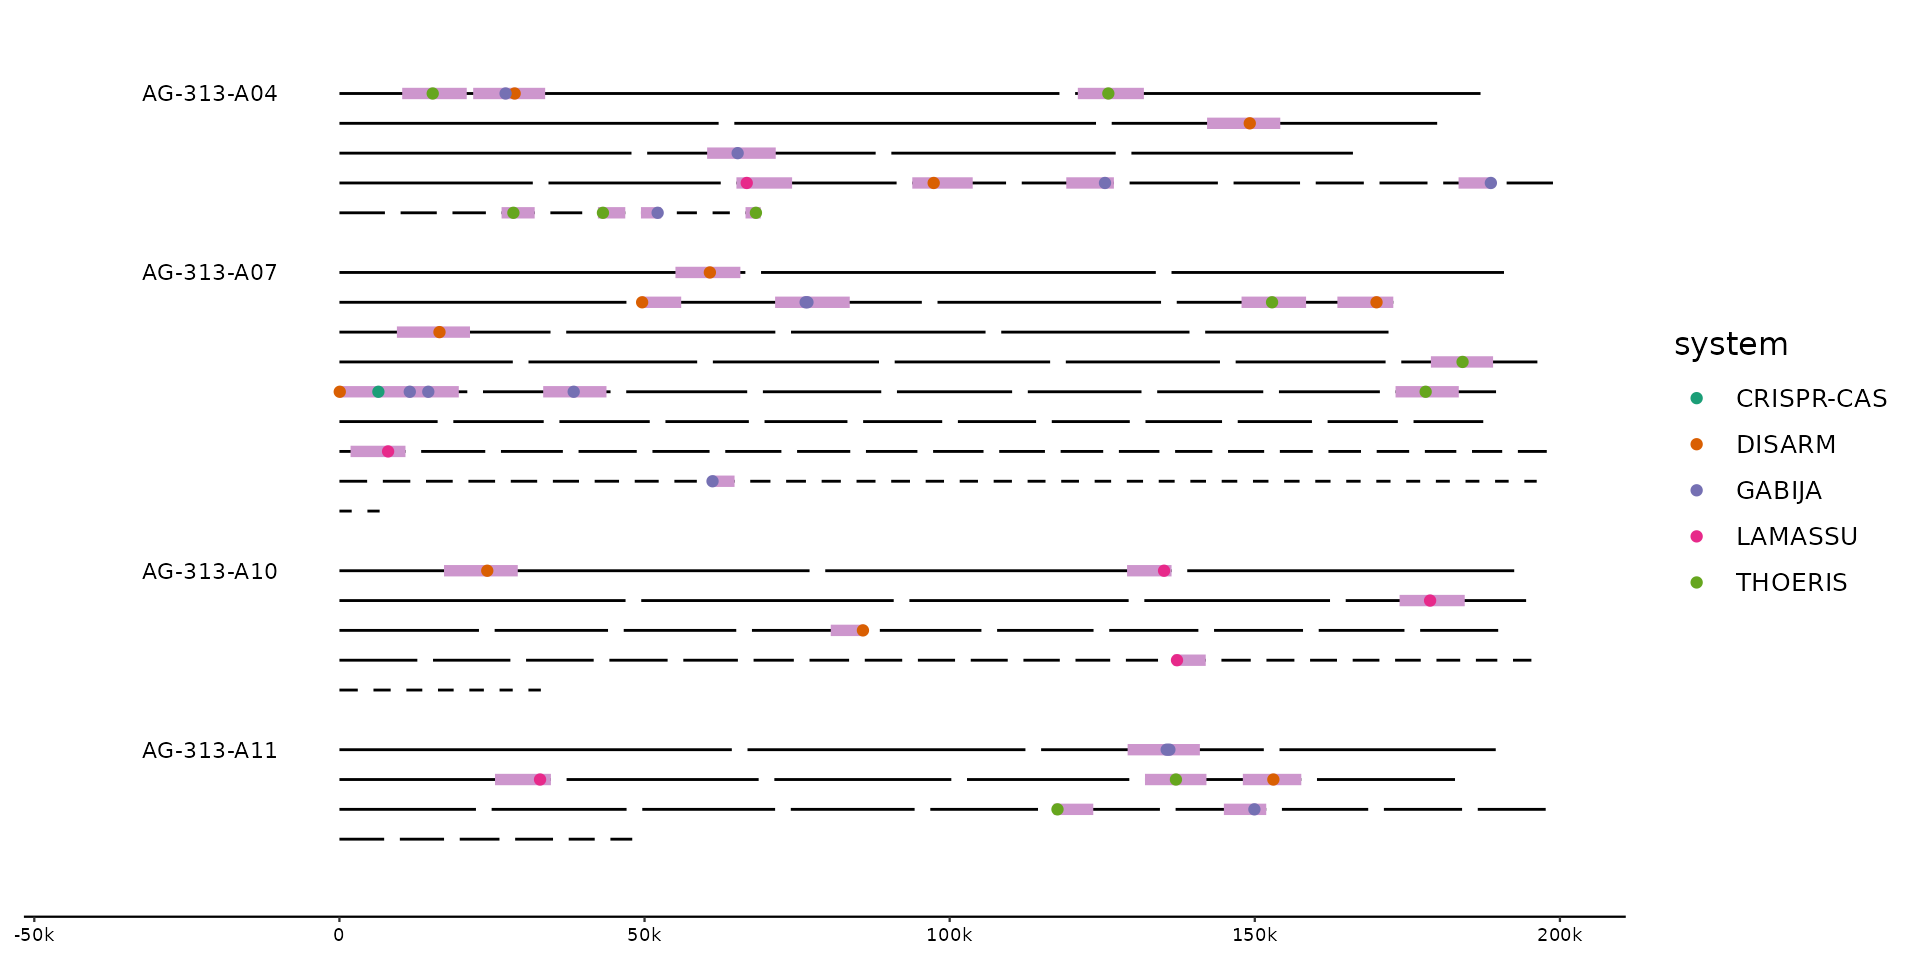 AG-313-A04
AG-313-A07
AG-313-A10
AG-313-A11
system
CRISPR-CAS
DISARM
GABIJA
LAMASSU
THOERIS
-50k 0 50k 100k 150k 200k